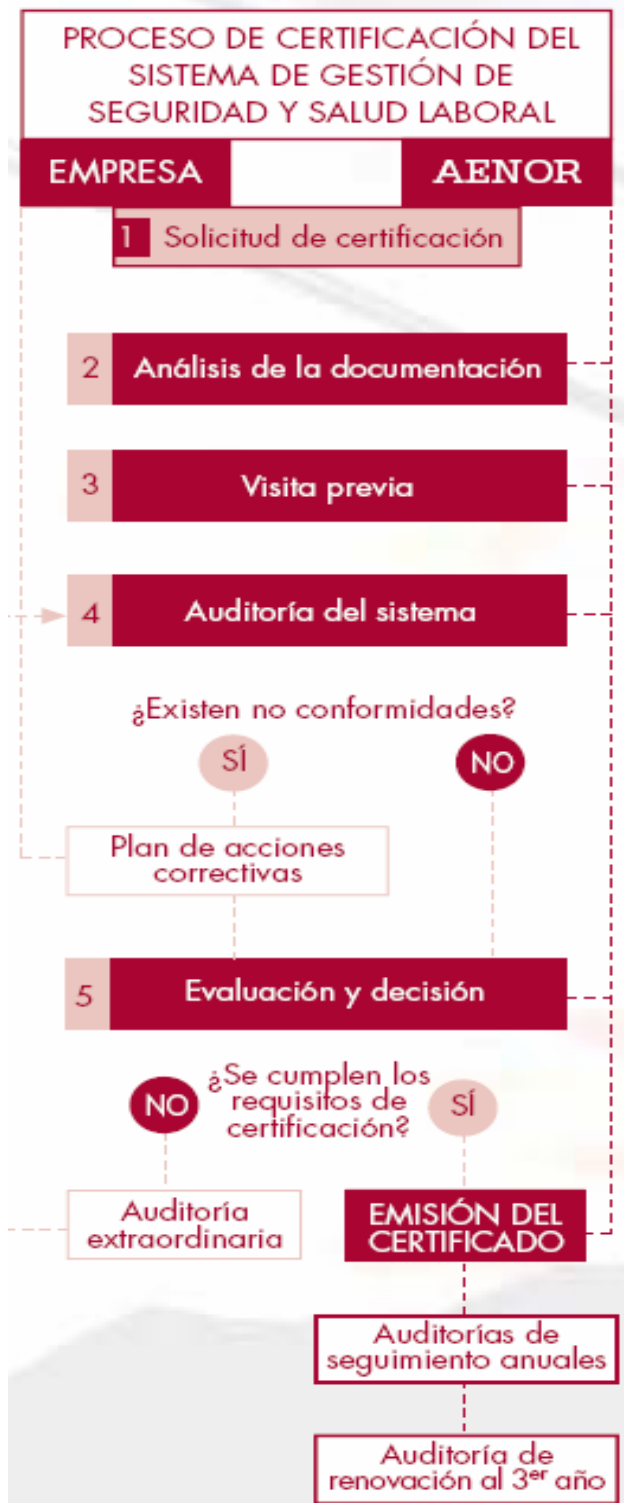 PROCESO DE CERTIFICACIÓN DEL
SISTEMA DE GESTIÓN DE
SEGURIDAD Y SALUD LABORAL
EMPRESA
AENOR
1 Solicitud de certificación
2 Análisis de la documentación
3 Visita previa
4 Auditoría del sistema
¿Existen no conformidades?
SÍ
NO
Plan de acciones
correctivas
5 Evaluación y decisión
¿Se cumplen los
requisitos de
certificación?
NO
SÍ
Auditoría
extraordinaria
EMISIÓN DEL
CERTIFICADO
Auditorías de
seguimiento anuales
Auditoría de
renovación al 3er año